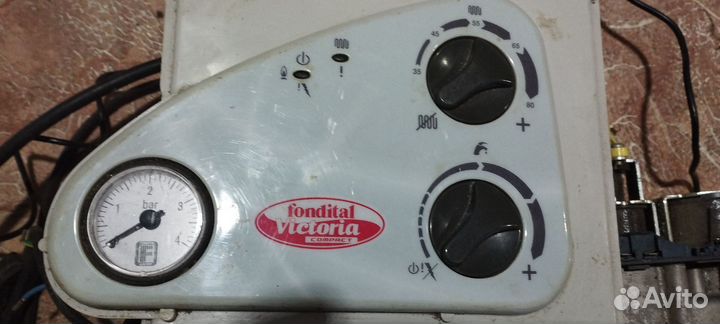 35
45
55
65
80
+
!
!
2
1
bar
3
4
F
fondital
Victoria
COMPACT
!
+
Avito